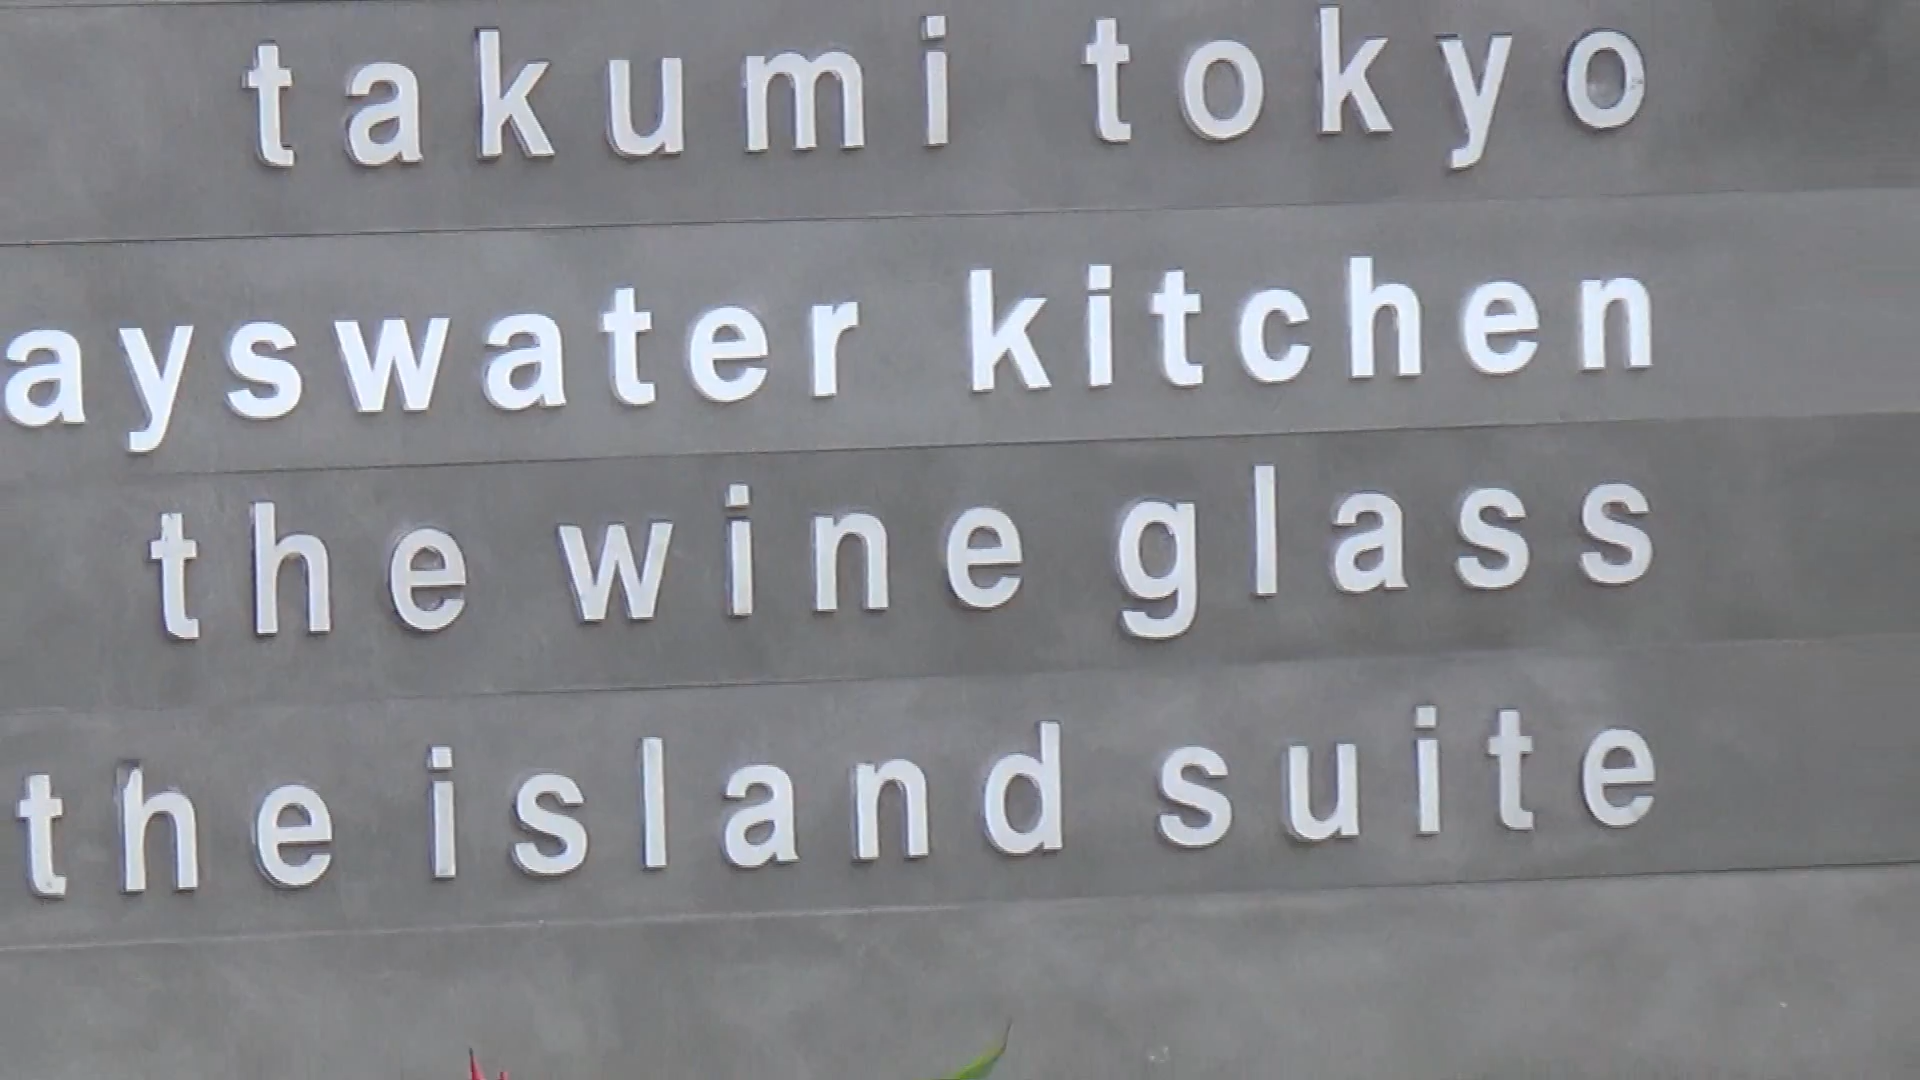 takumi tokyo
ayswater kitchen
the wine glass
the island suite